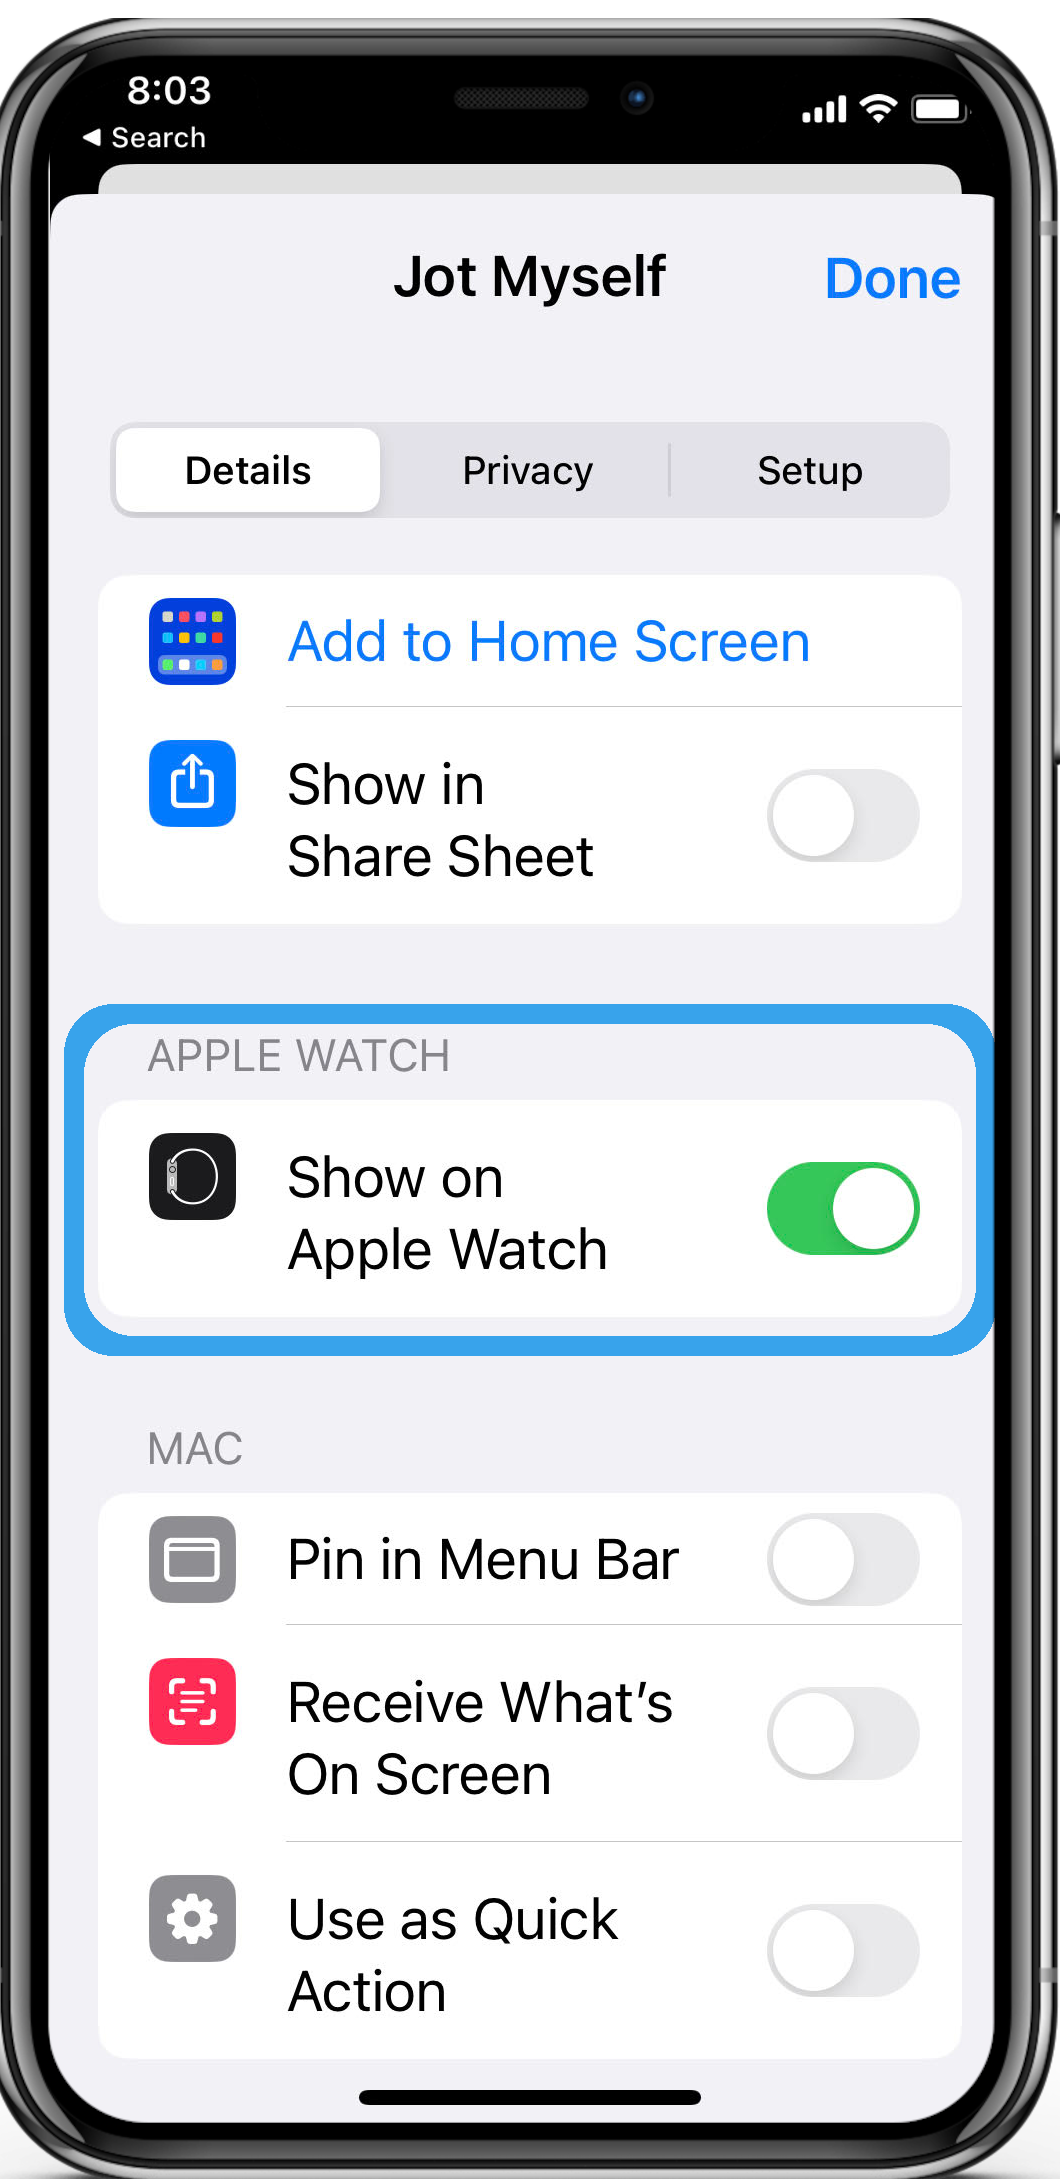 8:03
Search
Jot Myself
Done
Details
Privacy
Setup
Add to Home Screen
Show in
Share Sheet
APPLE WATCH
Show on
Apple Watch
MAC
Pin in Menu Bar
Receive What’s
On Screen
Use as Quick
Action